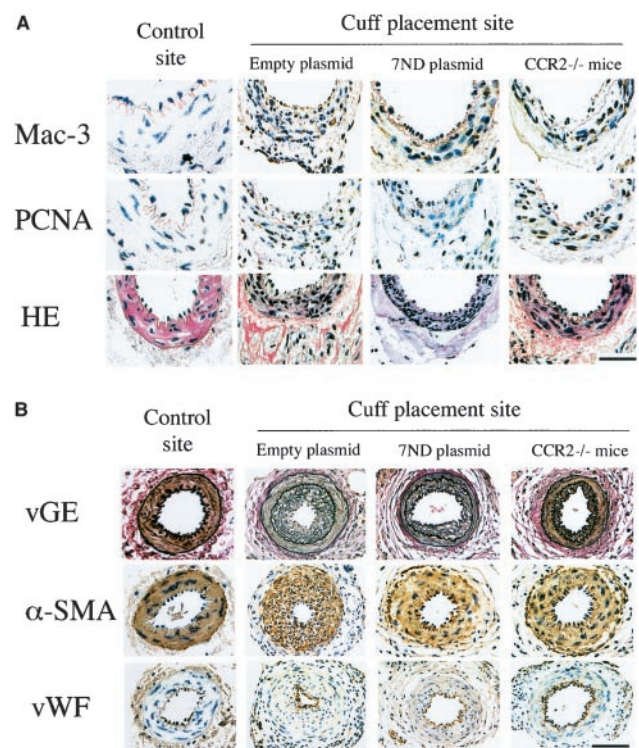 A
Control site
Cuff placement site
Empty plasmid
7ND plasmid
CCR2-/- mice
Mac-3
PCNA
HE
B
Control site
Cuff placement site
Empty plasmid
7ND plasmid
CCR2-/- mice
vGE
α-SMA
vWF